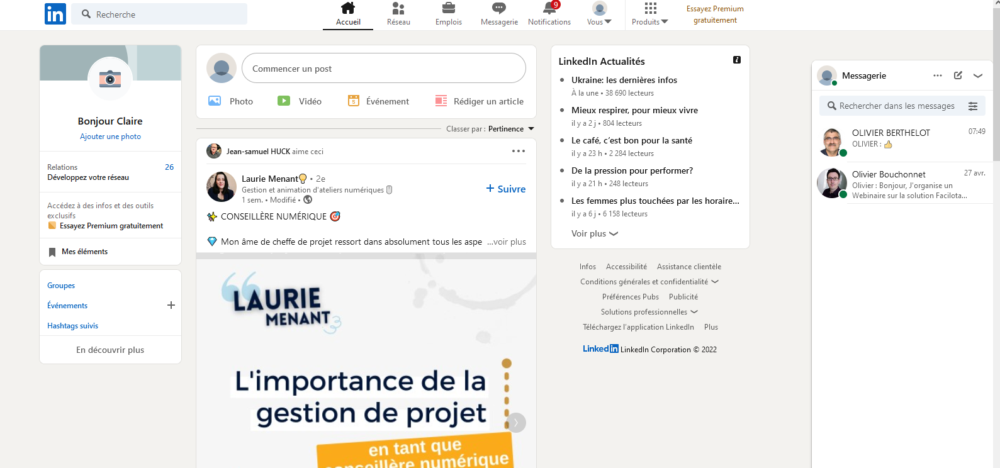 in
Recherche
Accueil
Réseau
Emplois
Messagerie
9
Notifications
Vous
Produits
Essayez Premium
gratuitement
Bonjour Claire
Ajouter une photo
Relations 26
Développez votre réseau
Accédez à des infos et des outils
exclusifs
Essayez Premium gratuitement
Mes éléments
Groupes
Événements
Hashtags suivis
En découvrir plus
Commencer un post
Photo
Vidéo
5
Événement
Rédiger un article
Classer par : Pertinence
Jean-samuel HUCK aime ceci
Laurie Menant💡 • 2e
Gestion et animation d'ateliers numériques
1 sem. • Modifié •
+ Suivre
✨ CONSEILLÈRE NUMÉRIQUE 🎯
💎 Mon âme de cheffe de projet ressort dans absolument tous les aspe ...voir plus
LAURIE
MENANT
L'importance de la
gestion de projet
en tant que
conseillère numérique
LinkedIn Actualités
Ukraine: les dernières infos
À la une • 38 690 lecteurs
Mieux respirer, pour mieux vivre
il y a 2 j • 804 lecteurs
Le café, c’est bon pour la santé
il y a 23 h • 2 284 lecteurs
De la pression pour performer?
il y a 21 h • 248 lecteurs
Les femmes plus touchées par les horaire...
il y a 6 j • 6 158 lecteurs
Voir plus
Infos Accessibilité Assistance clientèle
Conditions générales et confidentialité
Préférences Pubs Publicité
Solutions professionnelles
Téléchargez l’application LinkedIn Plus
LinkedIn LinkedIn Corporation © 2022
Messagerie
Rechercher dans les messages
OLIVIER BERTHELOT 07:49
OLIVIER : 👍
Olivier Bouchonnet 27 avr.
Olivier : Bonjour, J'organise un
Webinaire sur la solution Facilota...